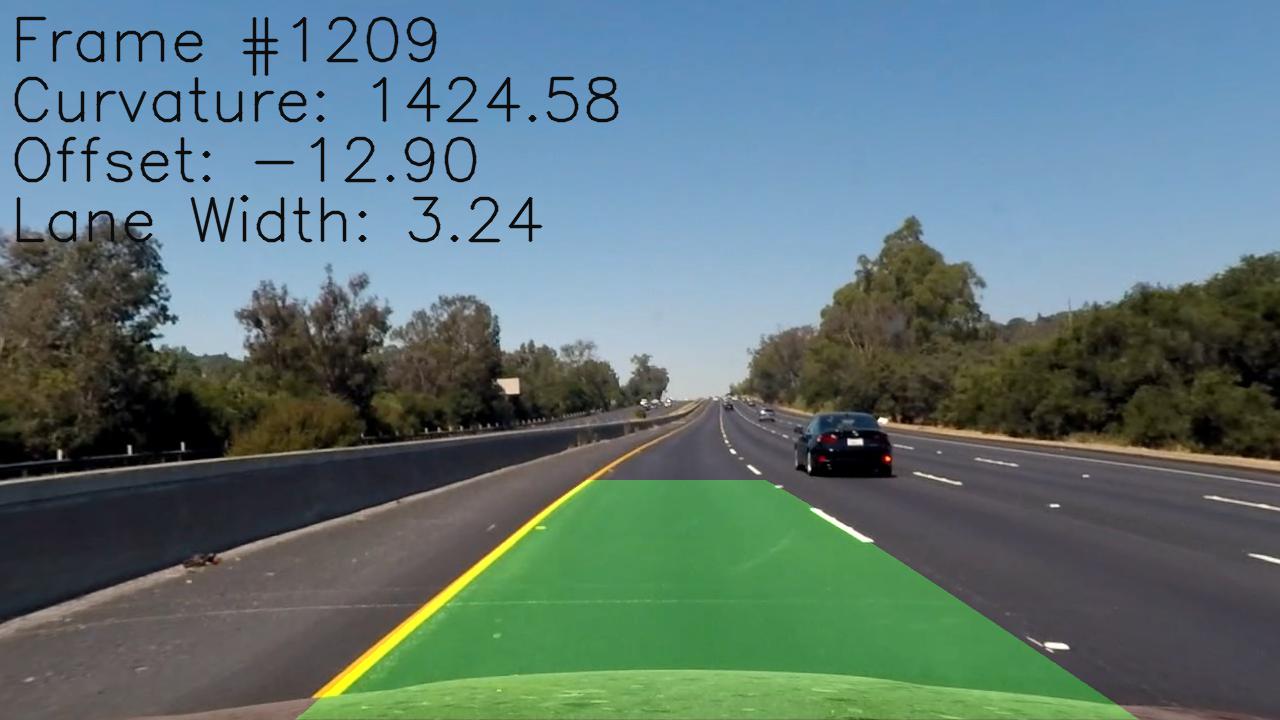 Frame #1209
Curvature: 1424.58
Offset: -12.90
Lane Width: 3.24